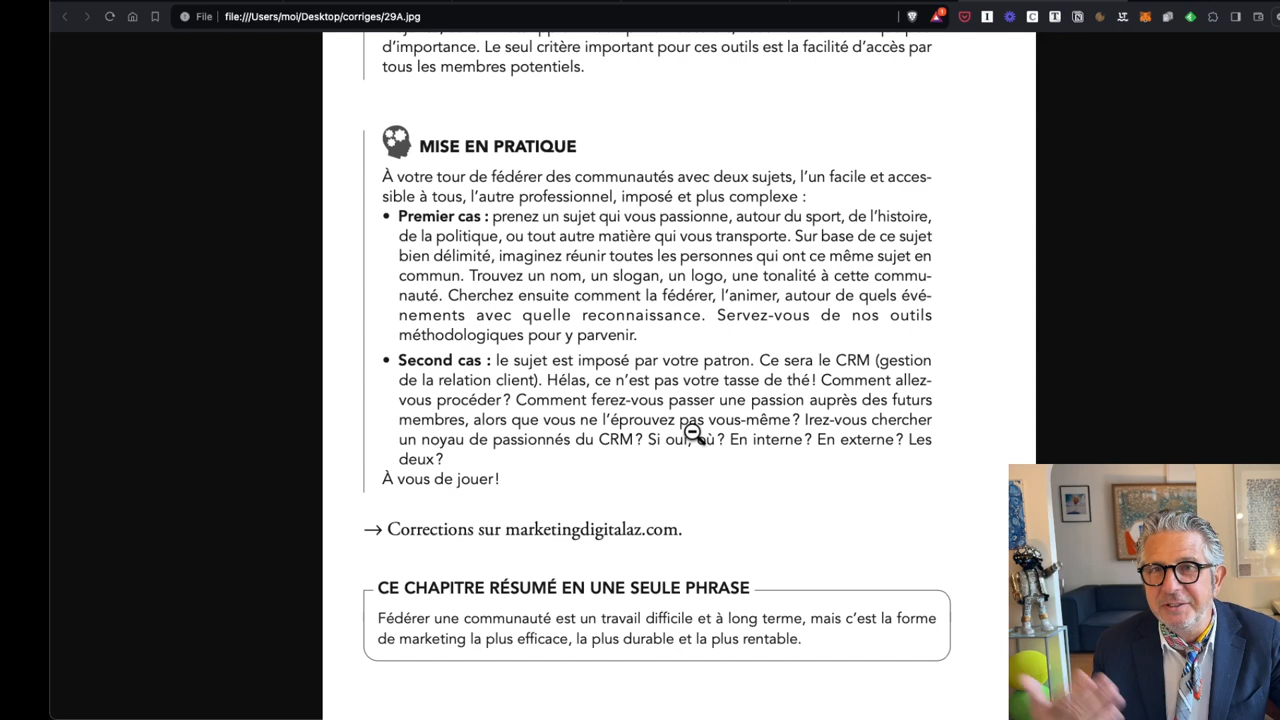 File file:///Users/moi/Desktop/corriges/29A.jpg
d'importance. Le seul critère important pour ces outils est la facilité d'accès par
tous les membres potentiels.
MISE EN PRATIQUE
À votre tour de fédérer des communautés avec deux sujets, l'un facile et acces-
sible à tous, l'autre professionnel, imposé et plus complexe :
• Premier cas : prenez un sujet qui vous passionne, autour du sport, de l'histoire,
de la politique, ou tout autre matière qui vous transporte. Sur base de ce sujet
bien délimité, imaginez réunir toutes les personnes qui ont ce même sujet en
commun. Trouvez un nom, un slogan, un logo, une tonalité à cette commu-
nauté. Cherchez ensuite comment la fédérer, l'animer, autour de quels évé-
nements avec quelle reconnaissance. Servez-vous de nos outils
méthodologiques pour y parvenir.
• Second cas : le sujet est imposé par votre patron. Ce sera le CRM (gestion
de la relation client). Hélas, ce n'est pas votre tasse de thé ! Comment allez-
vous procéder ? Comment ferez-vous passer une passion auprès des futurs
membres, alors que vous ne l'éprouvez pas vous-même ? Irez-vous chercher
un noyau de passionnés du CRM ? Si oui, où ? En interne ? En externe ? Les
deux ?
À vous de jouer !
→ Corrections sur marketingdigitalaz.com.
CE CHAPITRE RÉSUMÉ EN UNE SEULE PHRASE
Fédérer une communauté est un travail difficile et à long terme, mais c'est la forme
de marketing la plus efficace, la plus durable et la plus rentable.